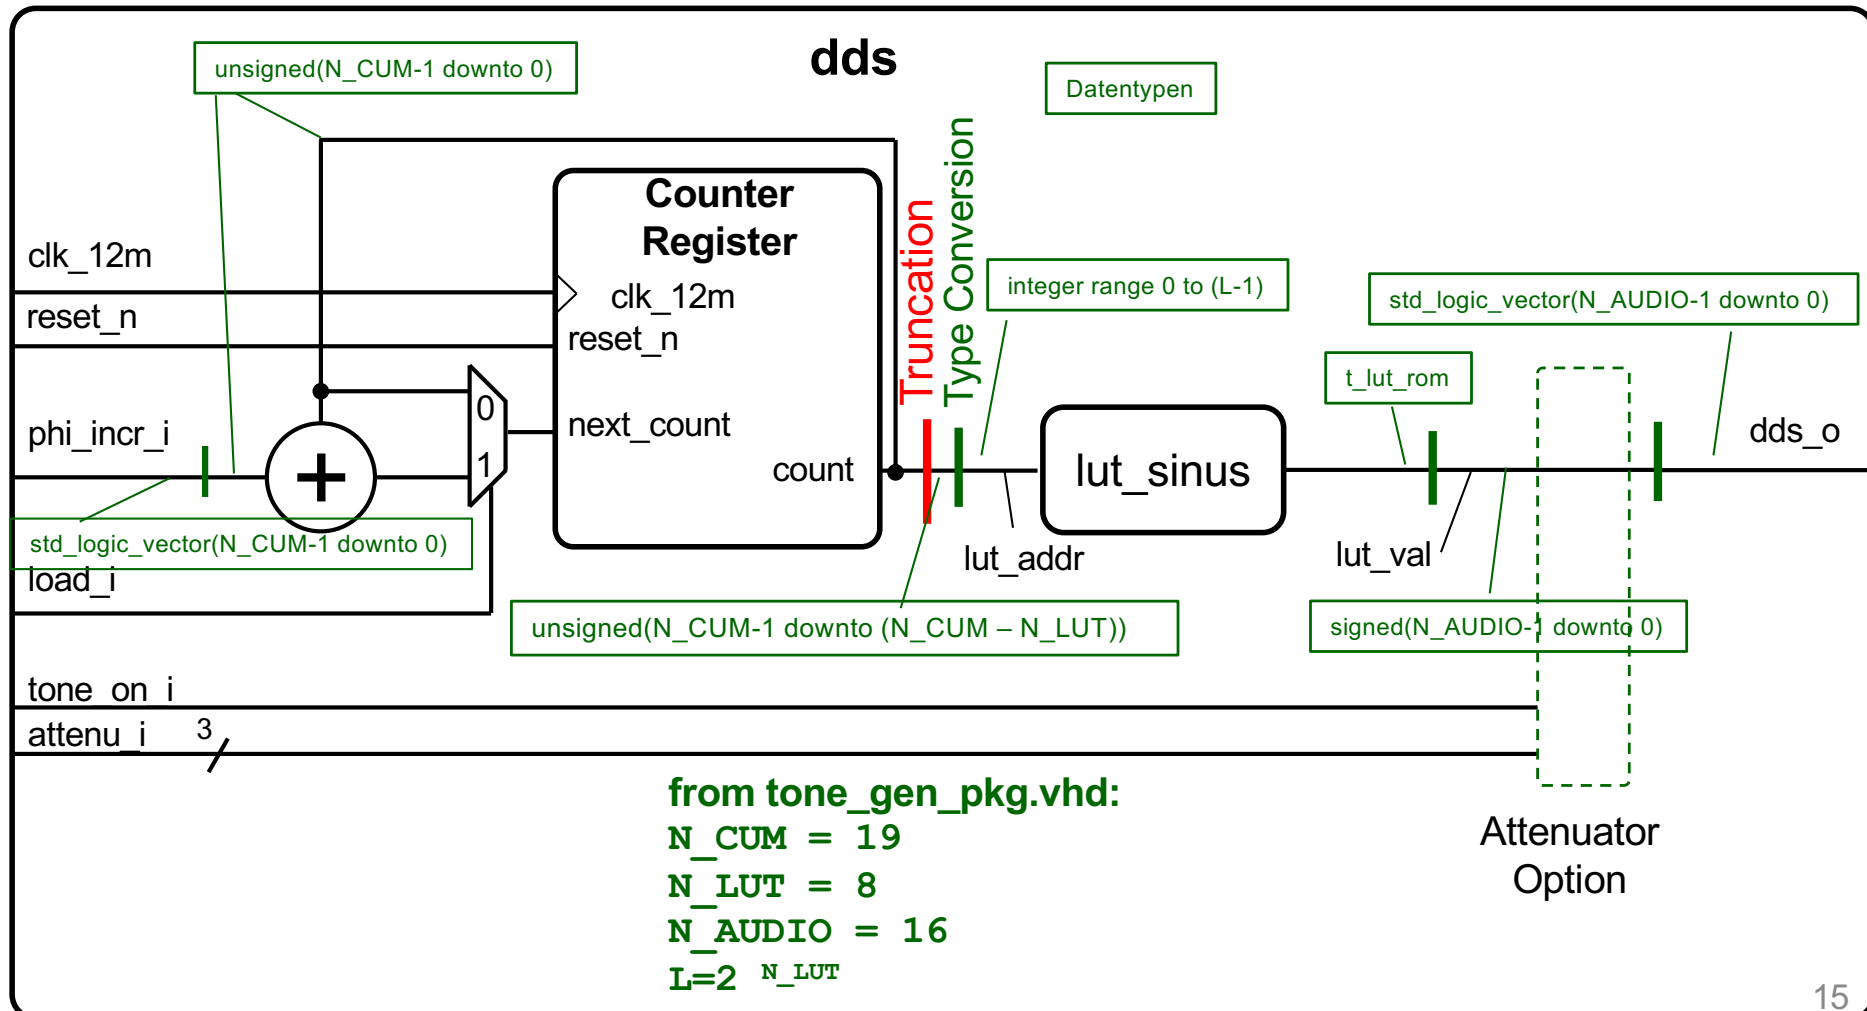 dds
unsigned(N_CUM-1 downto 0)
Datentypen
Counter
Register
Truncation
Type Conversion
clk_12m
clk_12m
reset_n
reset_n
integer range 0 to (L-1)
std_logic_vector(N_AUDIO-1 downto 0)
t_lut_rom
0
1
next_count
phi_incr_i
+
count
lut_sinus
dds_o
std_logic_vector(N_CUM-1 downto 0)
lut_addr
lut_val
load_i
unsigned(N_CUM-1 downto (N_CUM – N_LUT))
signed(N_AUDIO-1 downto 0)
tone_on_i
attenu_i
3
from tone_gen_pkg.vhd:
N_CUM = 19
N_LUT = 8
N_AUDIO = 16
L=2 N_LUT
Attenuator
Option
15